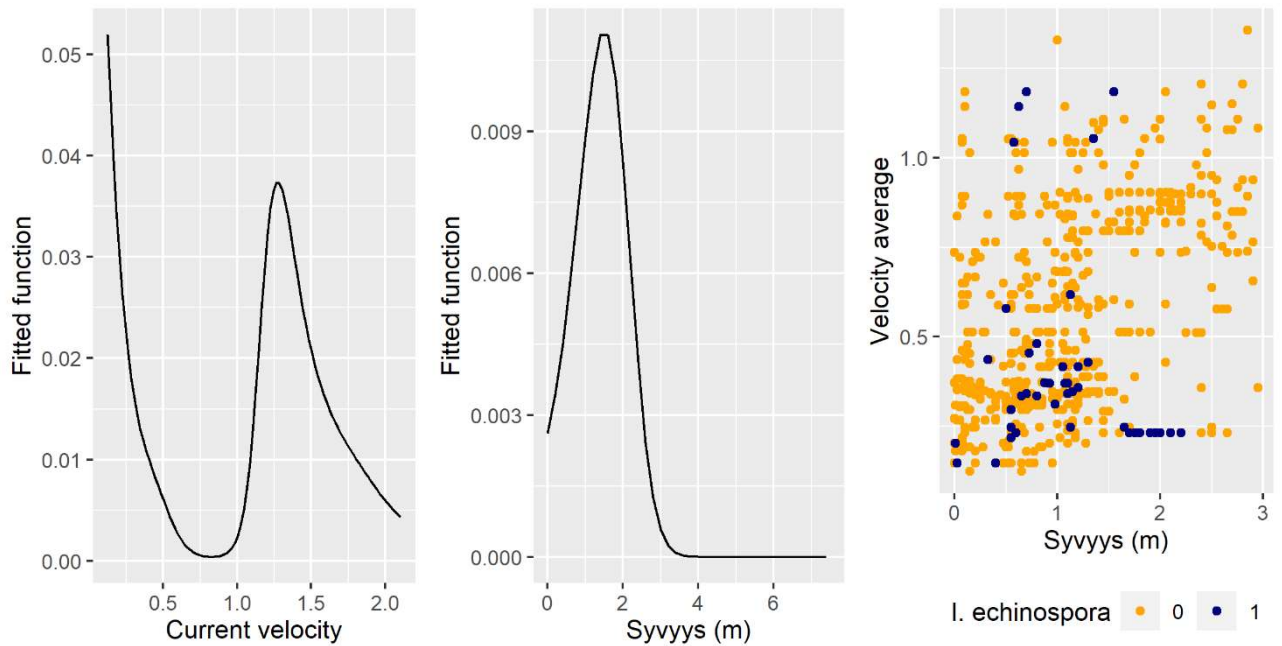 0.05
0.04
0.03
0.02
0.01
0.00
Fitted function
0.5 1.0 1.5 2.0
Current velocity
0.009
0.006
0.003
0.000
Fitted function
0 2 4 6
Syvyys (m)
1.0
0.5
Velocity average
0 1 2 3
Syvyys (m)
I. echinospora 0 1